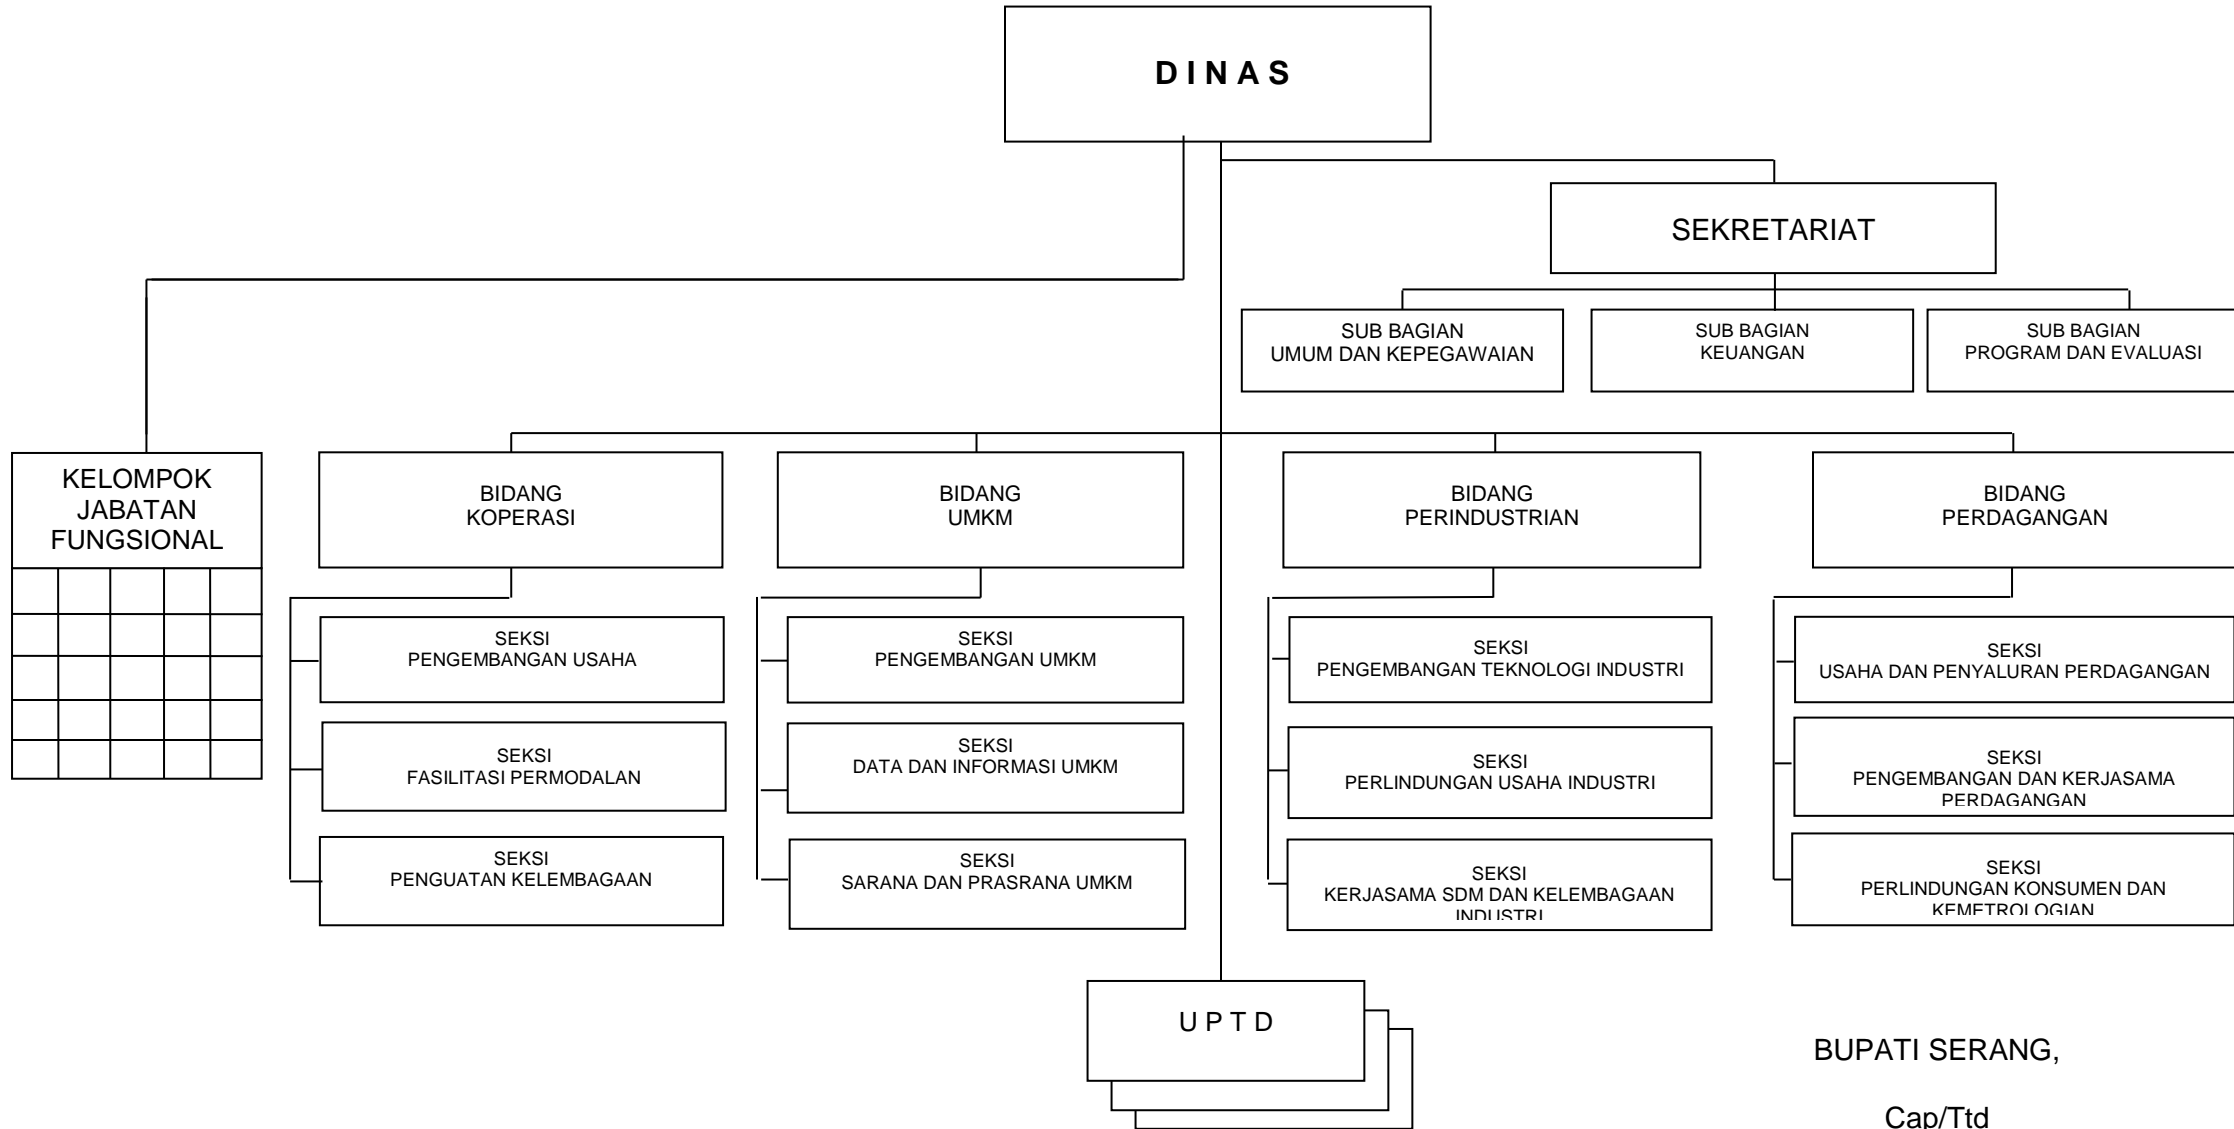 D I N A S
SEKRETARIAT
SUB BAGIAN
UMUM DAN KEPEGAWAIAN
SUB BAGIAN
KEUANGAN
SUB BAGIAN
PROGRAM DAN EVALUASI
KELOMPOK
JABATAN
FUNGSIONAL
BIDANG
KOPERASI
BIDANG
UMKM
BIDANG
PERINDUSTRIAN
BIDANG
PERDAGANGAN
SEKSI
PENGEMBANGAN USAHA
SEKSI
FASILITASI PERMODALAN
SEKSI
PENGUATAN KELEMBAGAAN
SEKSI
PENGEMBANGAN UMKM
SEKSI
DATA DAN INFORMASI UMKM
SEKSI
SARANA DAN PRASRANA UMKM
SEKSI
PENGEMBANGAN TEKNOLOGI INDUSTRI
SEKSI
PERLINDUNGAN USAHA INDUSTRI
SEKSI
KERJASAMA SDM DAN KELEMBAGAAN
INDUSTRI
SEKSI
USAHA DAN PENYALURAN PERDAGANGAN
SEKSI
PENGEMBANGAN DAN KERJASAMA
PERDAGANGAN
SEKSI
PERLINDUNGAN KONSUMEN DAN
KEMETROLOGIAN
U P T D
BUPATI SERANG,
Cap/Ttd